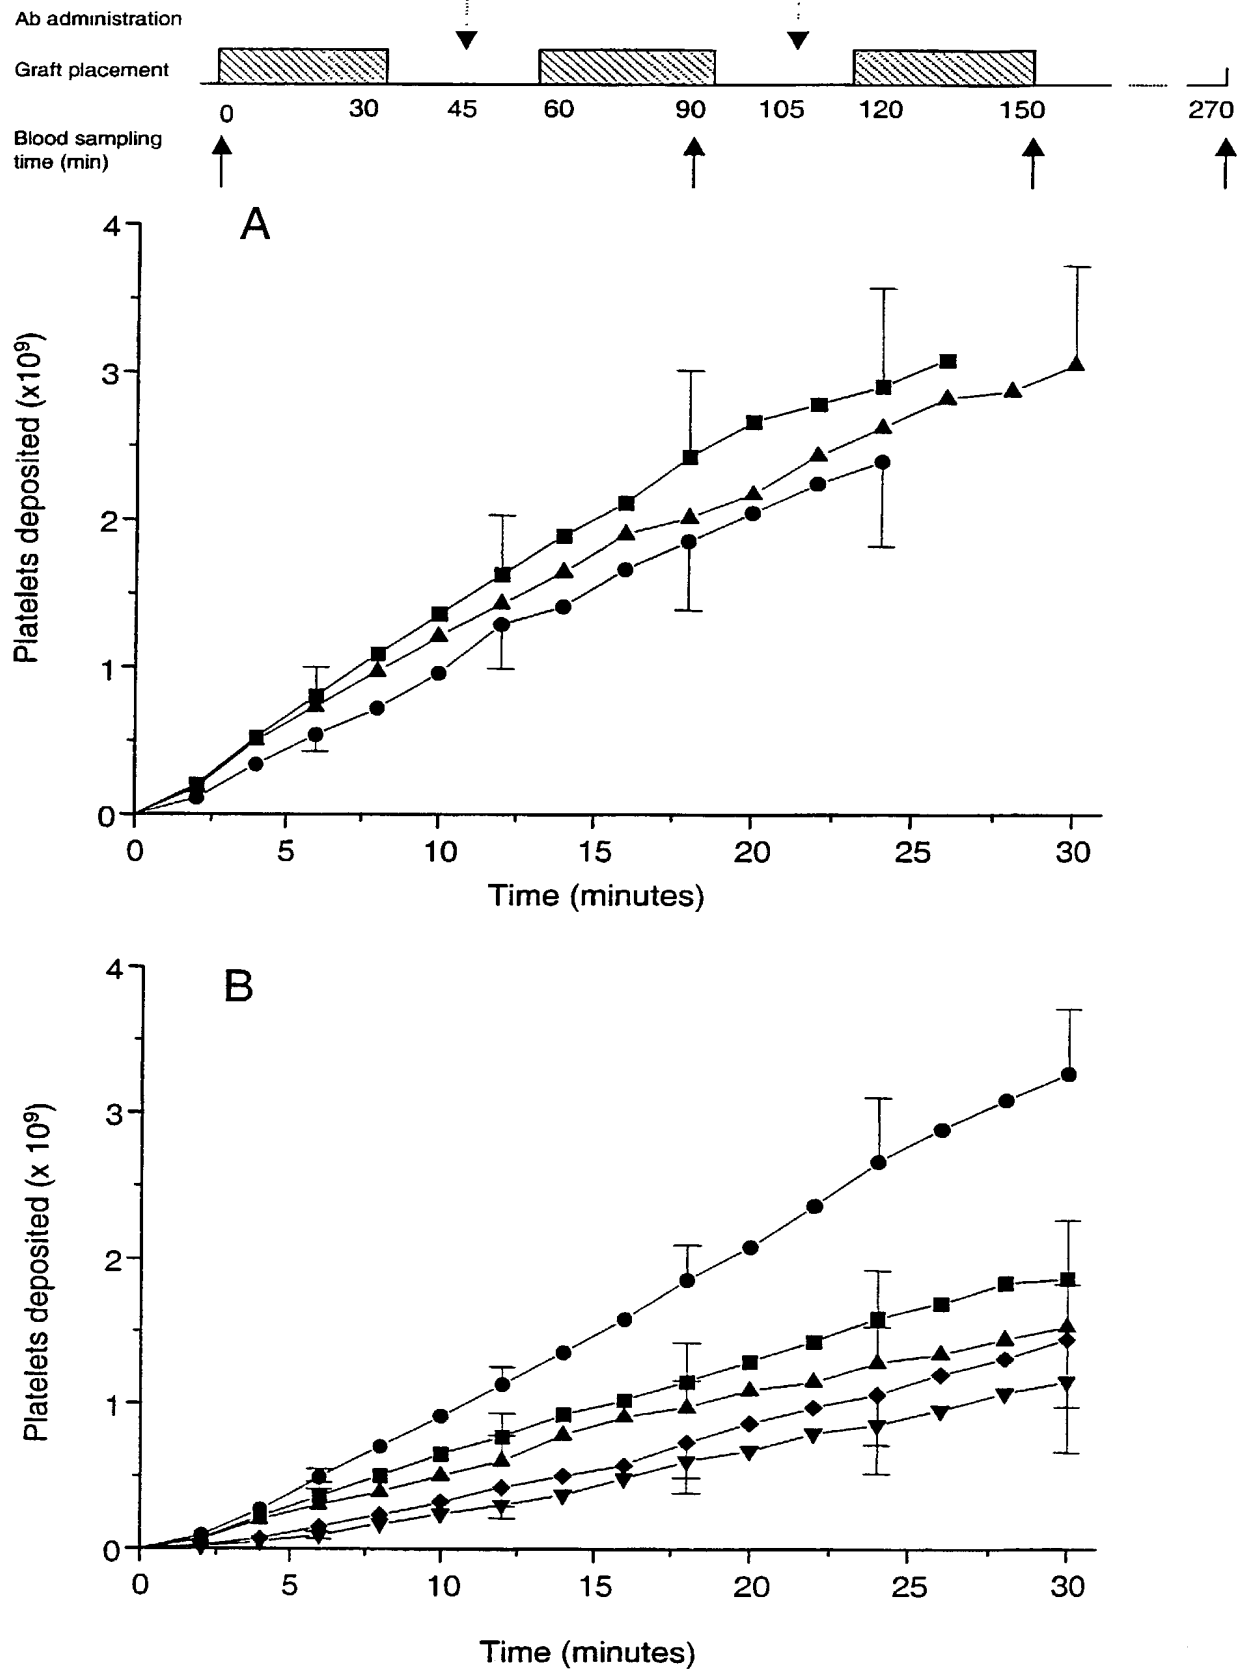 Ab administration
Graft placement
0 30 45 60 90 105 120 150 270
Blood sampling
time (min)
A
4
3
2
1
0
Platelets deposited (x10⁹)
0 5 10 15 20 25 30
Time (minutes)
B
4
3
2
1
0
Platelets deposited (x 10⁹)
0 5 10 15 20 25 30
Time (minutes)